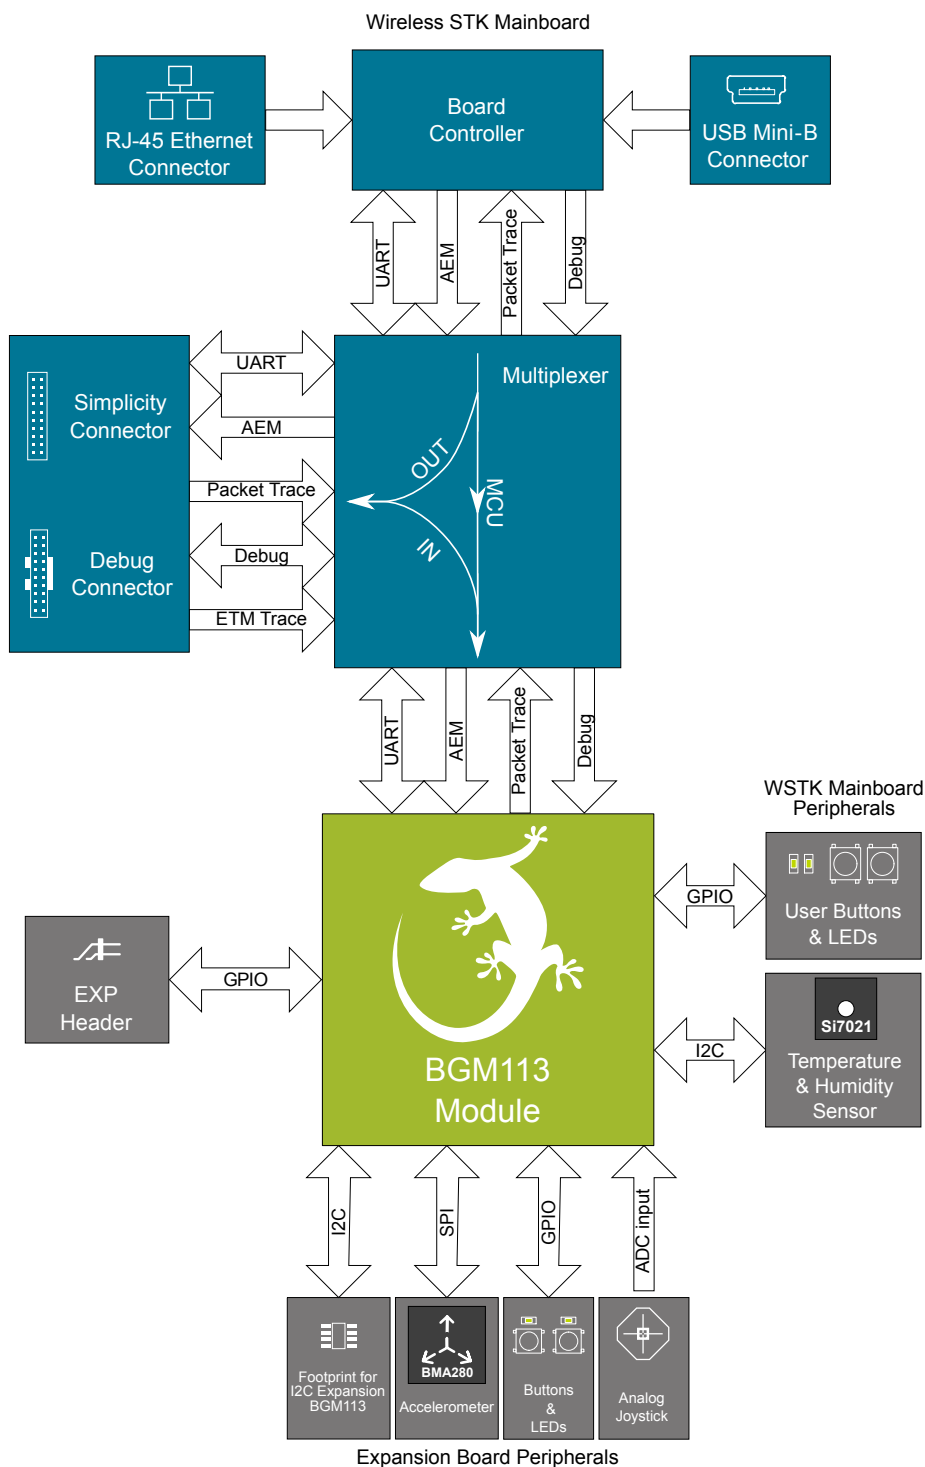 Wireless STK Mainboard
RJ-45 Ethernet
Connector
Board
Controller
USB Mini-B
Connector
UART
AEM
Packet Trace
Debug
Simplicity
Connector
Debug
Connector
UART
AEM
Packet Trace
Debug
ETM Trace
Multiplexer
OUT
MCU
IN
UART
AEM
Packet Trace
Debug
WSTK Mainboard
Peripherals
GPIO
User Buttons
& LEDs
EXP
Header
GPIO
BGM113
Module
I2C
Si7021
Temperature
& Humidity
Sensor
I2C
SPI
GPIO
ADC input
Footprint for
I2C Expansion
BGM113
BMA280
Accelerometer
Buttons
&
LEDs
Analog
Joystick
Expansion Board Peripherals